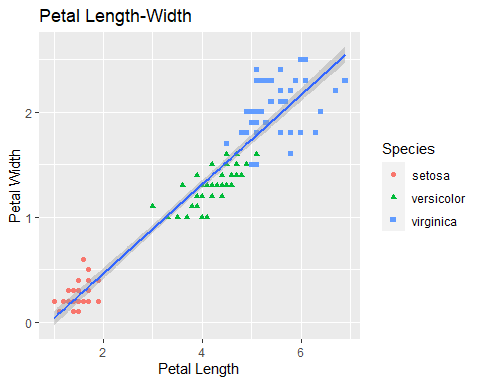 Petal Length-Width
2
1
0
Petal Width
2
4
6
Petal Length
Species
setosa
versicolor
virginica